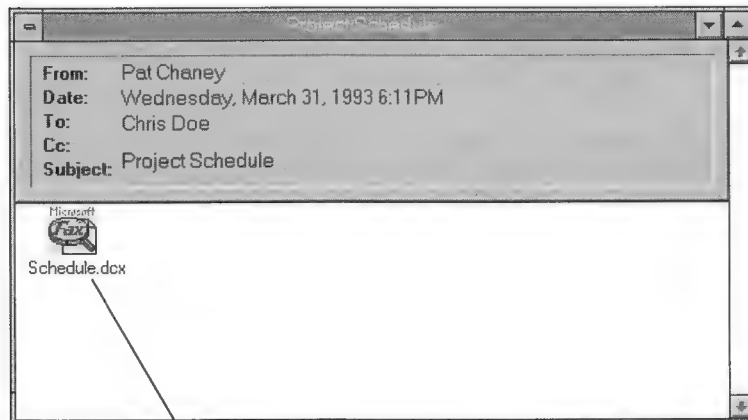 Project Schedule
From: Pat Chaney
Date: Wednesday, March 31, 1993 6:11PM
To: Chris Doe
Cc:
Subject: Project Schedule
Microsoft
Fax
Schedule.dcx